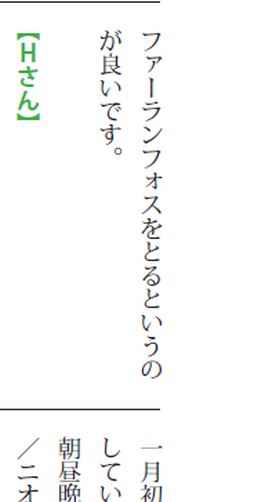 ファーランフォスをとるというの
が良いです。
【Hさん】
一月初
してい
朝昼晩
／ニオ